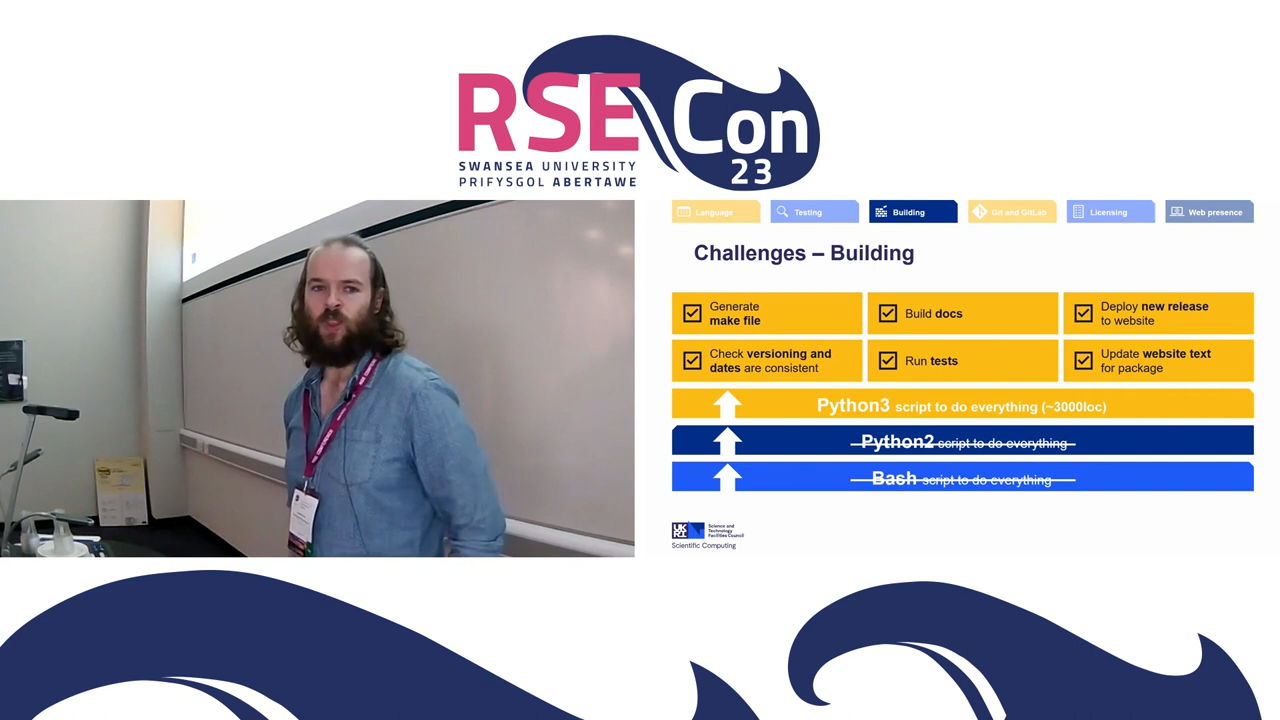 RSE Con
SWANSEA UNIVERSITY
PRIFYSGOL ABERTAWE
23
Language
Testing
Building
Git and GitLab
Licensing
Web presence
Challenges – Building
Generate
make file
Build docs
Deploy new release
to website
Check versioning and
dates are consistent
Run tests
Update website text
for package
Python3 script to do everything (~3000loc)
Python2 script to do everything
Bash script to do everything
UKRI
Science and
Technology
Facilities Council
Scientific Computing